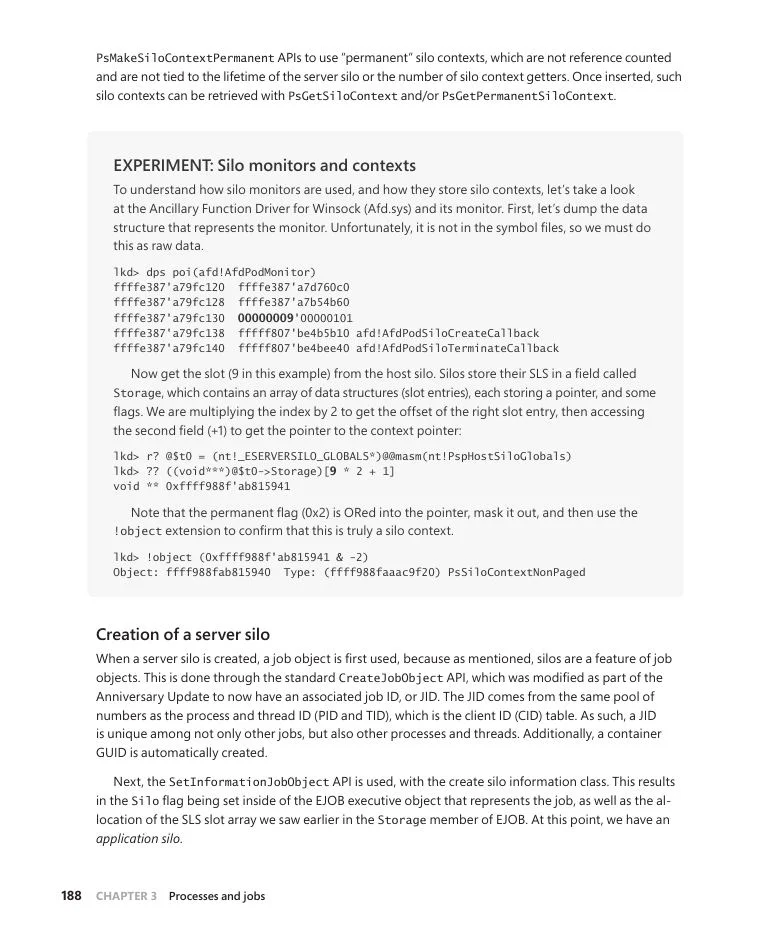 PsMakeSiloContextPermanent APIs to use “permanent” silo contexts, which are not reference counted
and are not tied to the lifetime of the server silo or the number of silo context getters. Once inserted, such
silo contexts can be retrieved with PsGetSiloContext and/or PsGetPermanentSiloContext.
EXPERIMENT: Silo monitors and contexts
To understand how silo monitors are used, and how they store silo contexts, let’s take a look
at the Ancillary Function Driver for Winsock (Afd.sys) and its monitor. First, let’s dump the data
structure that represents the monitor. Unfortunately, it is not in the symbol files, so we must do
this as raw data.
lkd> dps poi(afd!AfdPodMonitor)
ffffe387'a79fc120  ffffe387'a7d760c0
ffffe387'a79fc128  ffffe387'a7b54b60
ffffe387'a79fc130  00000009'00000101
ffffe387'a79fc138  fffff807'be4b5b10 afd!AfdPodSiloCreateCallback
ffffe387'a79fc140  fffff807'be4bee40 afd!AfdPodSiloTerminateCallback
Now get the slot (9 in this example) from the host silo. Silos store their SLS in a field called
Storage, which contains an array of data structures (slot entries), each storing a pointer, and some
flags. We are multiplying the index by 2 to get the offset of the right slot entry, then accessing
the second field (+1) to get the pointer to the context pointer:
lkd> r? @$t0 = (nt!_ESERVERSILO_GLOBALS*)@@masm(nt!PspHostSiloGlobals)
lkd> ?? ((void***)@$t0->Storage)[9 * 2 + 1]
void ** 0xffff988f'ab815941
Note that the permanent flag (0x2) is ORed into the pointer, mask it out, and then use the
!object extension to confirm that this is truly a silo context.
lkd> !object (0xffff988f'ab815941 & -2)
Object: ffff988fab815940  Type: (ffff988faaac9f20) PsSiloContextNonPaged
Creation of a server silo
When a server silo is created, a job object is first used, because as mentioned, silos are a feature of job
objects. This is done through the standard CreateJobObject API, which was modified as part of the
Anniversary Update to now have an associated job ID, or JID. The JID comes from the same pool of
numbers as the process and thread ID (PID and TID), which is the client ID (CID) table. As such, a JID
is unique among not only other jobs, but also other processes and threads. Additionally, a container
GUID is automatically created.
Next, the SetInformationJobObject API is used, with the create silo information class. This results
in the Silo flag being set inside of the EJOB executive object that represents the job, as well as the al-
location of the SLS slot array we saw earlier in the Storage member of EJOB. At this point, we have an
application silo.
188 CHAPTER 3 Processes and jobs